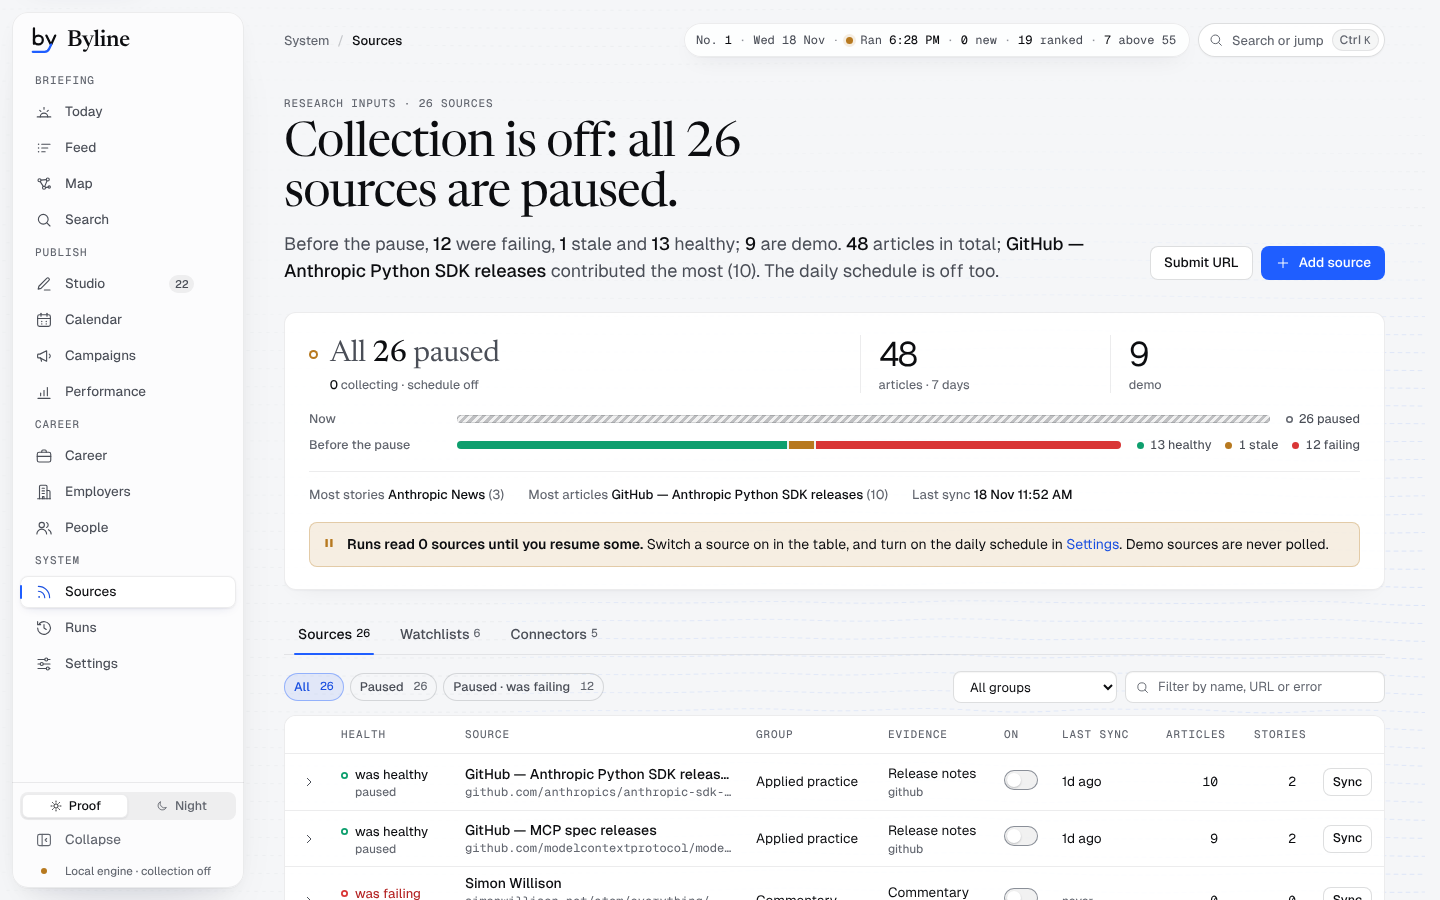 by Byline
BRIEFING
Today
Feed
Map
Search
PUBLISH
Studio 22
Calendar
Campaigns
Performance
CAREER
Career
Employers
People
SYSTEM
Sources
Runs
Settings
Proof Night
Collapse
Local engine · collection off
System / Sources
No. 1 · Wed 18 Nov · Ran 6:28 PM · 0 new · 19 ranked · 7 above 55
Search or jump Ctrl K
RESEARCH INPUTS · 26 SOURCES
Collection is off: all 26
sources are paused.
Before the pause, 12 were failing, 1 stale and 13 healthy; 9 are demo. 48 articles in total; GitHub —
Anthropic Python SDK releases contributed the most (10). The daily schedule is off too.
Submit URL
Add source
All 26 paused
0 collecting · schedule off
48
articles · 7 days
9
demo
Now 26 paused
Before the pause 13 healthy 1 stale 12 failing
Most stories Anthropic News (3) Most articles GitHub — Anthropic Python SDK releases (10) Last sync 18 Nov 11:52 AM
Runs read 0 sources until you resume some. Switch a source on in the table, and turn on the daily schedule in Settings. Demo sources are never polled.
Sources 26 Watchlists 6 Connectors 5
All 26 Paused 26 Paused · was failing 12
All groups
Filter by name, URL or error
HEALTH SOURCE GROUP EVIDENCE ON LAST SYNC ARTICLES STORIES
was healthy GitHub — Anthropic Python SDK releas… Applied practice Release notes 1d ago 10 2 Sync
paused github.com/anthropics/anthropic-sdk-… github
was healthy GitHub — MCP spec releases Applied practice Release notes 1d ago 9 2 Sync
paused github.com/modelcontextprotocol/mode… github
was failing Simon Willison Commentary Commentary